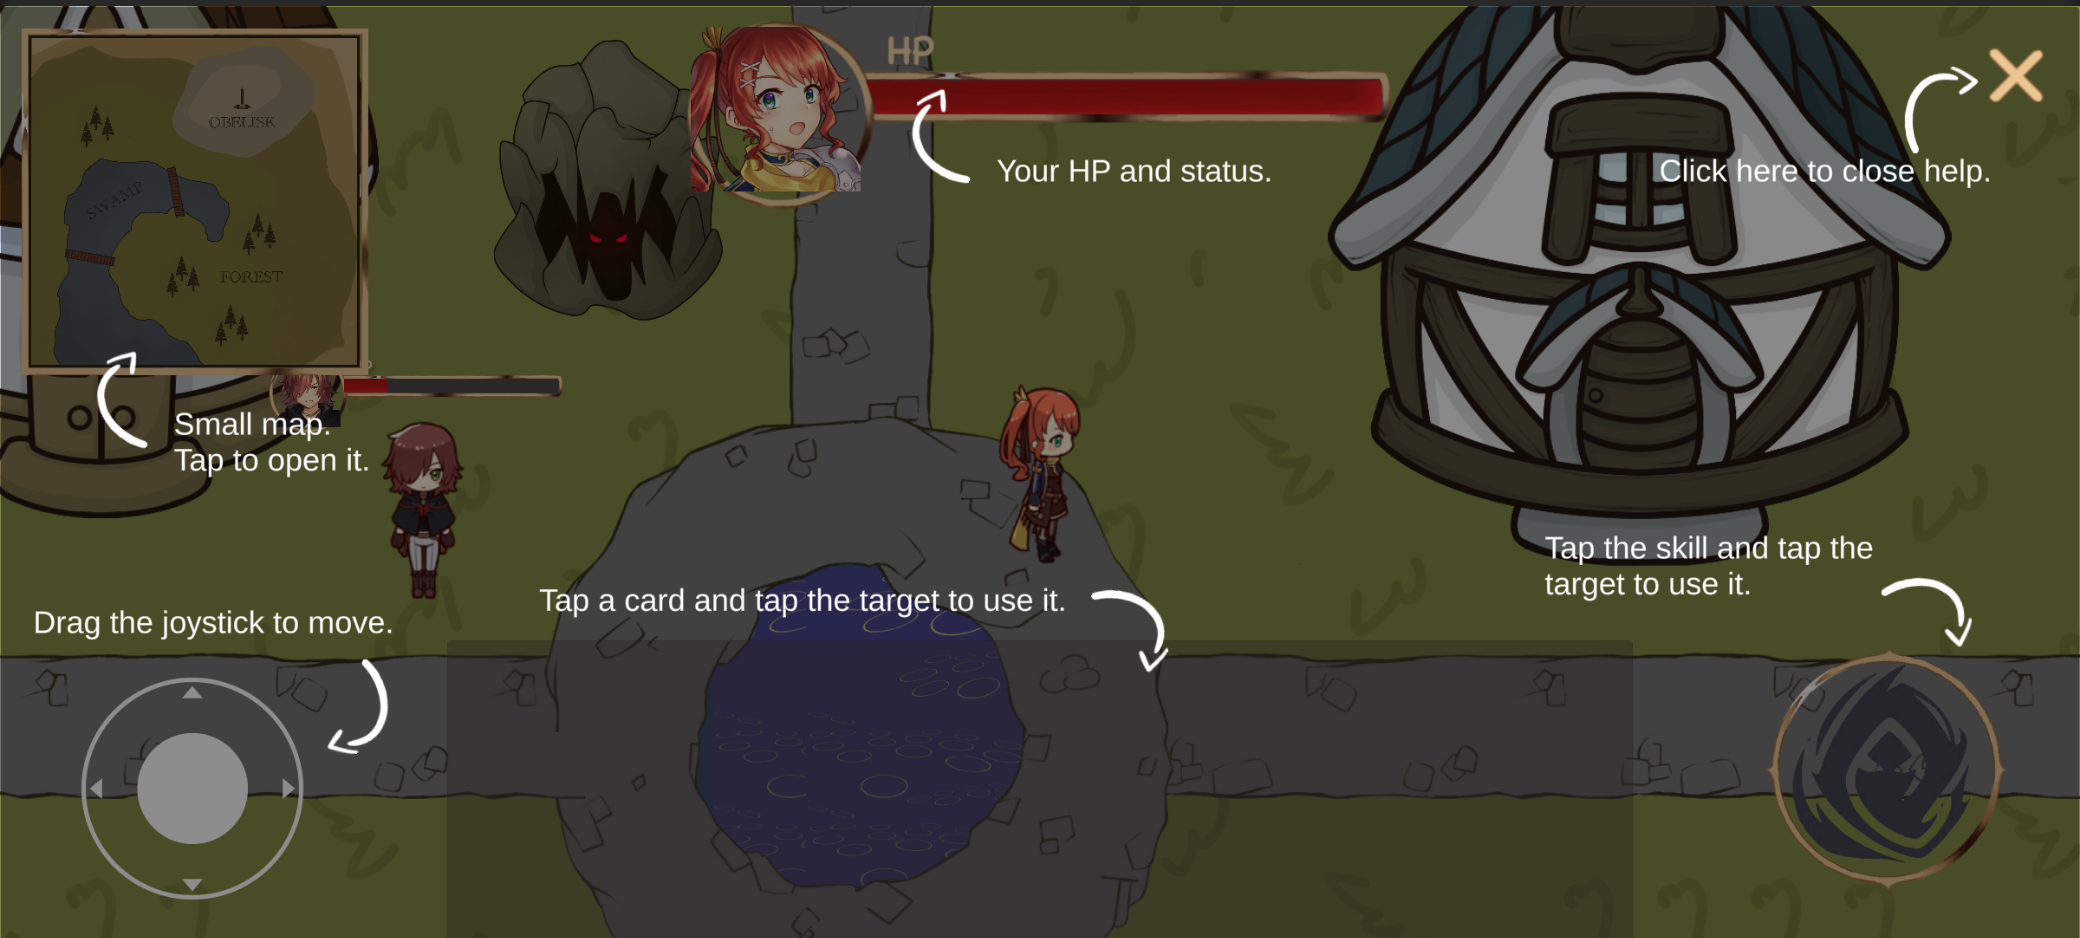 HP
OBELISK
SWAMP
FOREST
Your HP and status.
Click here to close help.
Small map.
Tap to open it.
Tap the skill and tap the
target to use it.
Tap a card and tap the target to use it.
Drag the joystick to move.